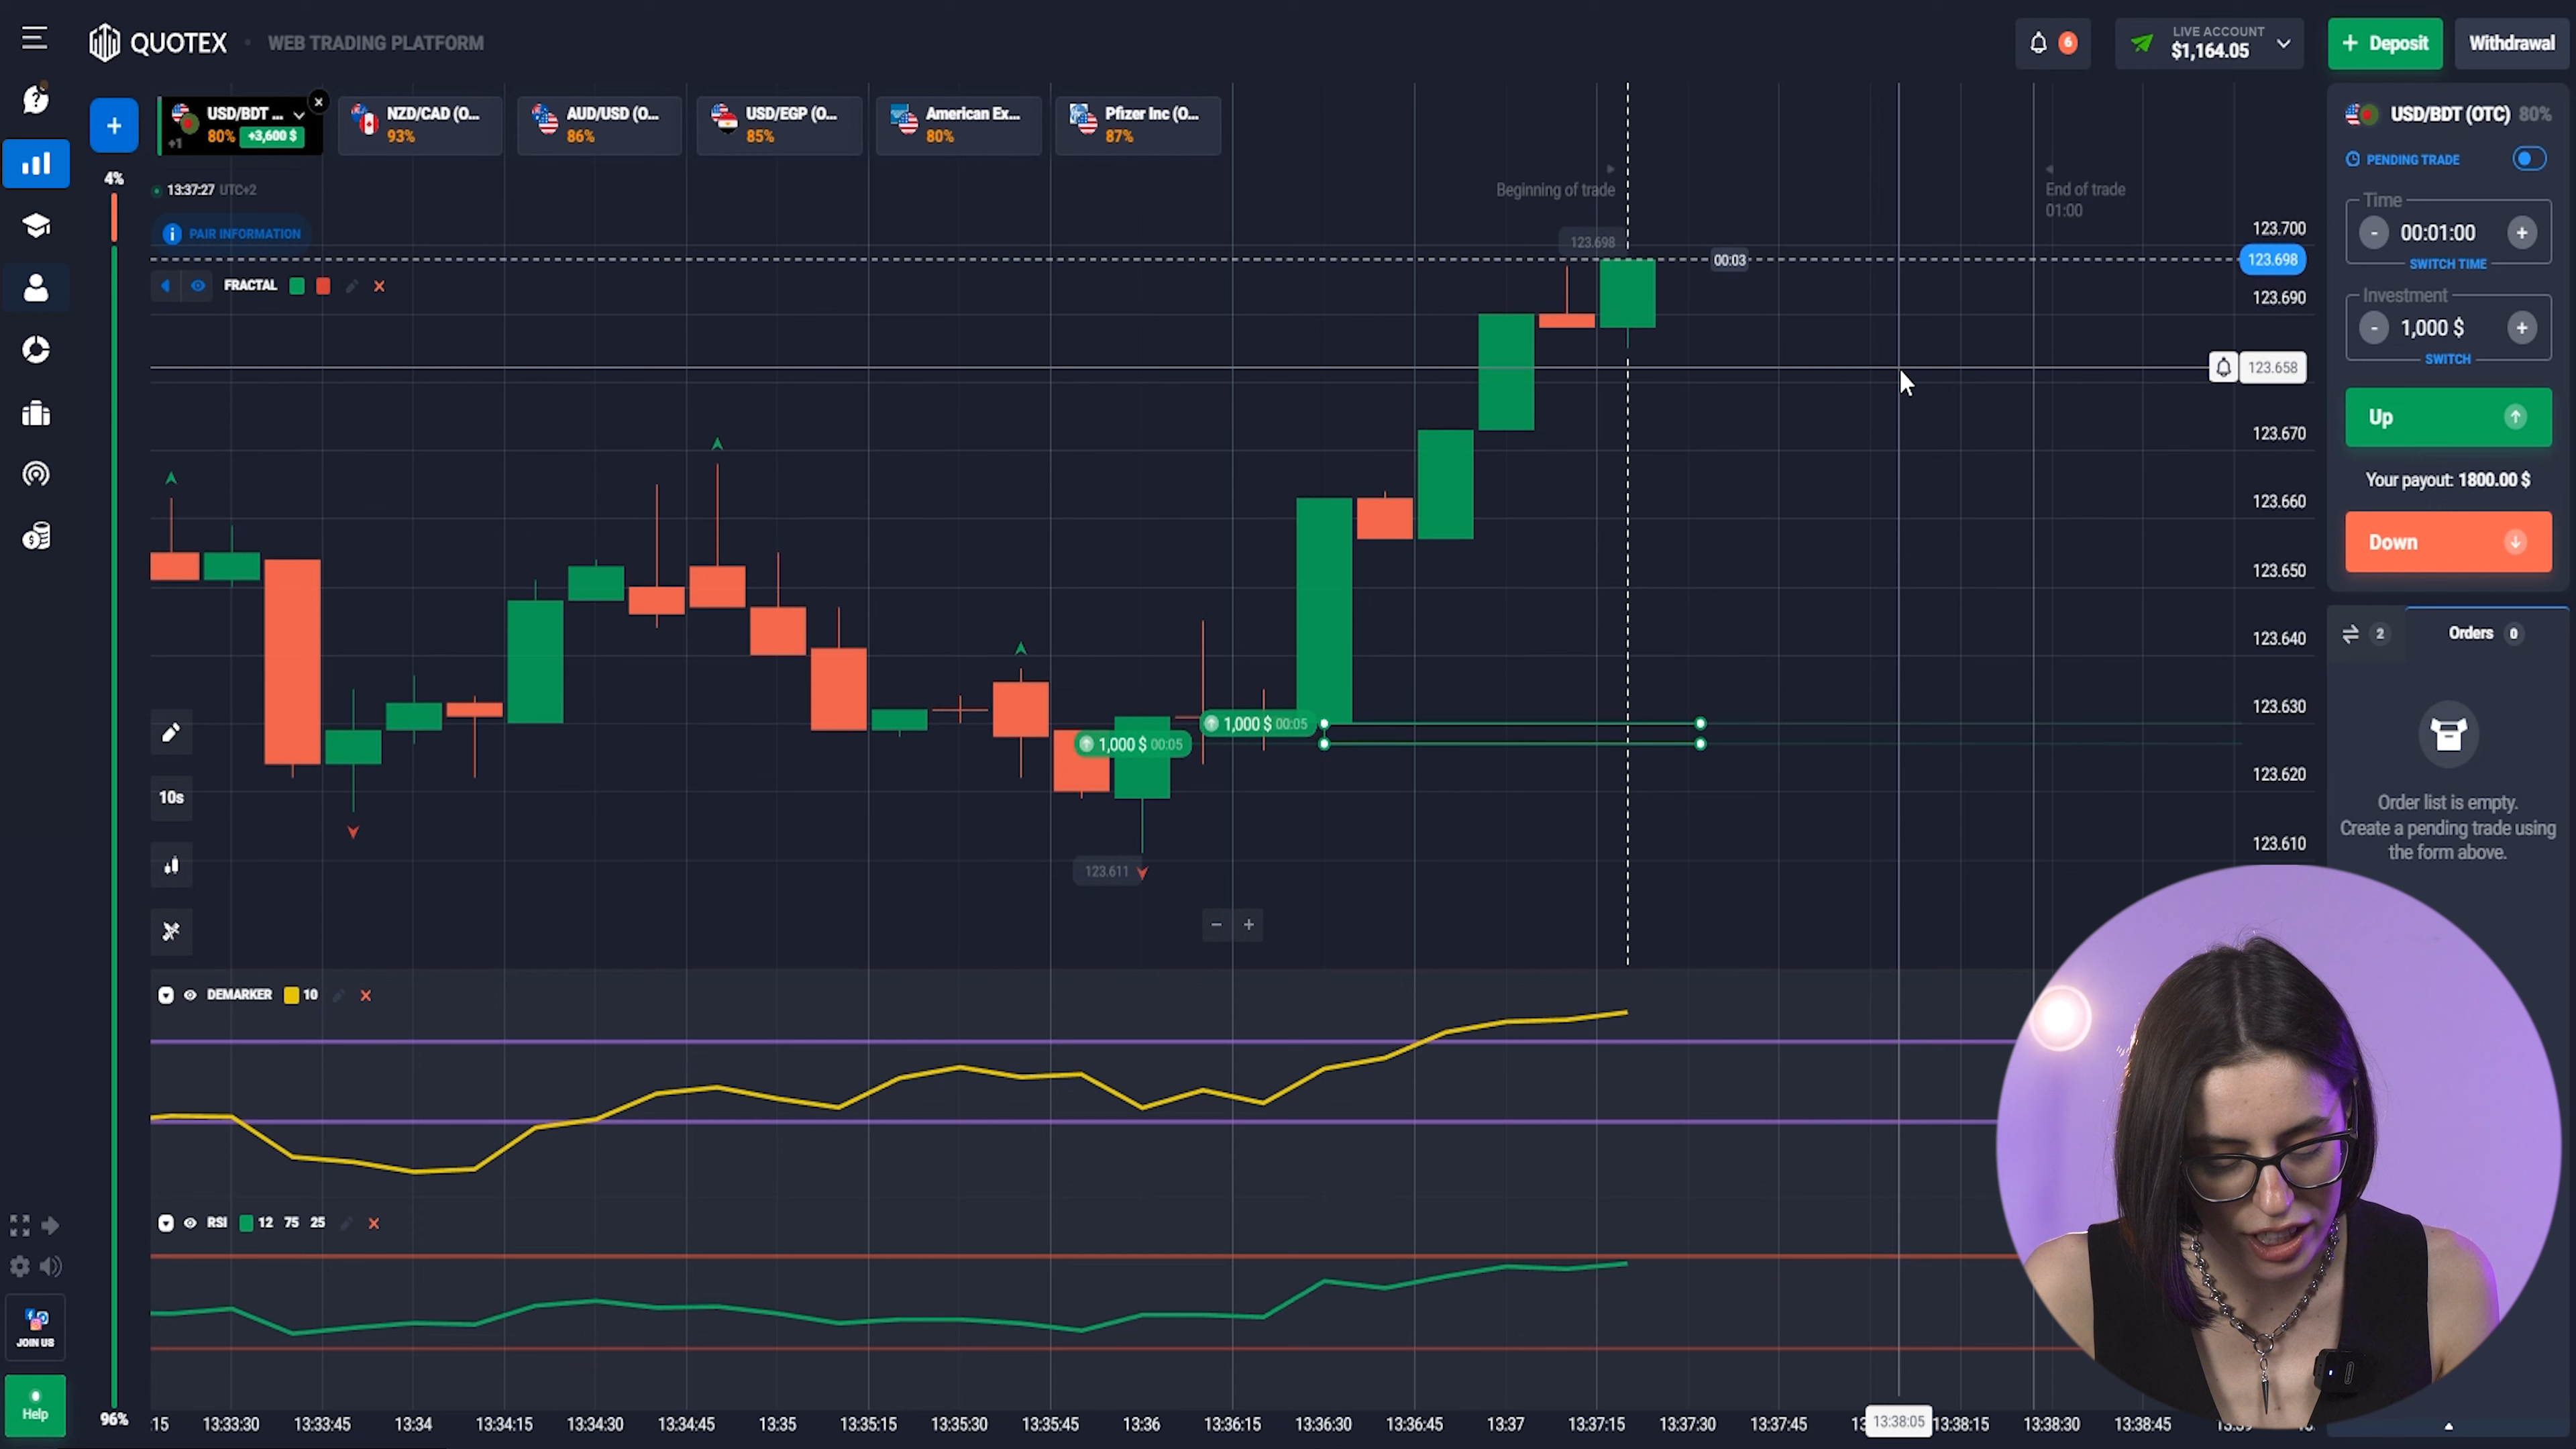 QUOTEX · WEB TRADING PLATFORM
6
LIVE ACCOUNT
$1,164.05
+ Deposit
Withdrawal
USD/BDT ...
+1 80% +3,600 $
NZD/CAD (O...
93%
AUD/USD (O...
86%
USD/EGP (O...
85%
American Ex...
80%
Pfizer Inc (O...
87%
4%
13:37:27 UTC+2
PAIR INFORMATION
FRACTAL
Beginning of trade
End of trade
01:00
123.698
00:03
123.700
123.698
123.690
123.658
123.670
123.660
123.650
123.640
123.630
123.620
123.610
1,000 $ 00:05
1,000 $ 00:05
123.611
10s
DEMARKER 10
RSI 12 75 25
96%
JOIN US
Help
:15 13:33:30 13:33:45 13:34 13:34:15 13:34:30 13:34:45 13:35 13:35:15 13:35:30 13:35:45 13:36 13:36:15 13:36:30 13:36:45 13:37 13:37:15 13:37:30 13:37:45 13:38:05 13:38:15 13:38:30 13:38:45
USD/BDT (OTC) 80%
PENDING TRADE
Time
- 00:01:00 +
SWITCH TIME
Investment
- 1,000 $ +
SWITCH
Up
Your payout: 1800.00 $
Down
2
Orders 0
Order list is empty.
Create a pending trade using
the form above.